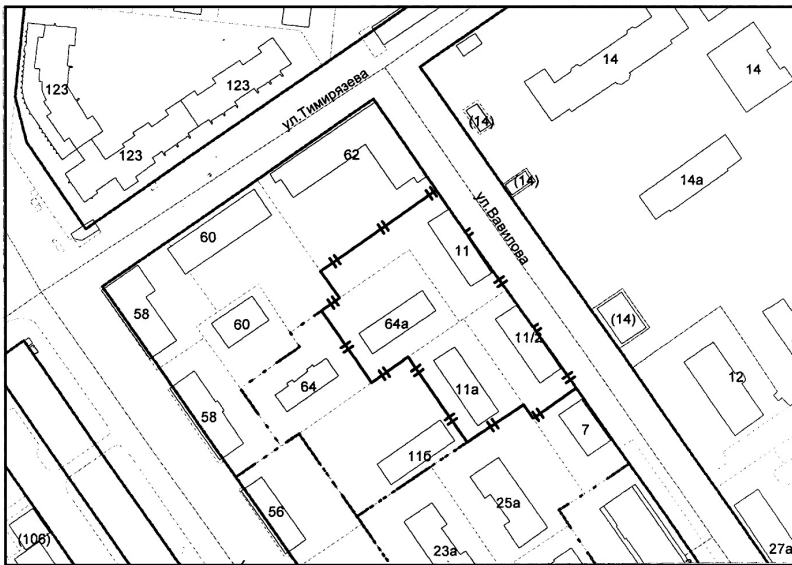 14
14
123
123
ул.Тимирязева
(14)
123
62
14а
(14)
60
ул.Вавилова
11
58
60
64а
(14)
11/2
64
12
11а
58
7
11б
25а
56
(106)
23а
27а